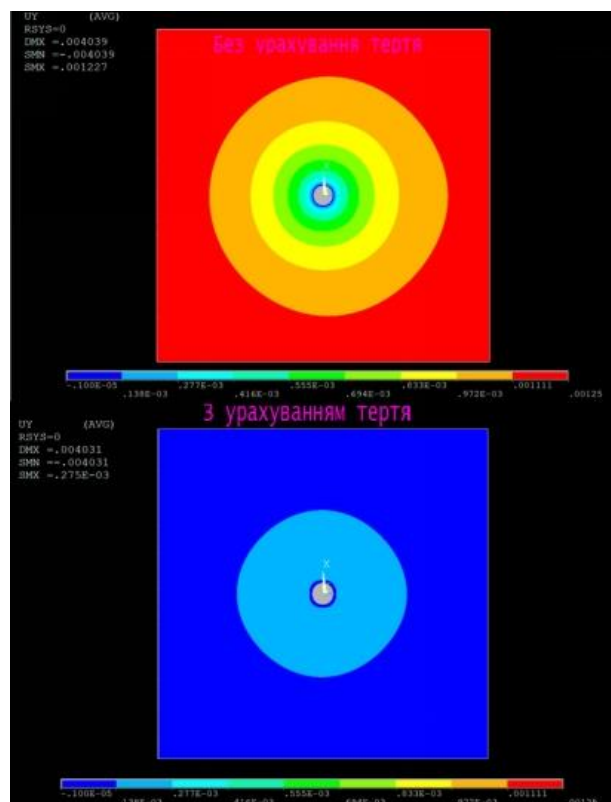 UY (AVG)
RSYS=0
DMX =.004039
SMN =-.004039
SMX =.001227
Без урахування тертя
X
-.100E-05 .277E-03 .555E-03 .833E-03 .001111
.138E-03 .416E-03 .694E-03 .972E-03 .00125
З урахуванням тертя
UY (AVG)
RSYS=0
DMX =.004031
SMN =-.004031
SMX =.275E-03
X
-.100E-05 .277E-03 .555E-03 .833E-03 .001111